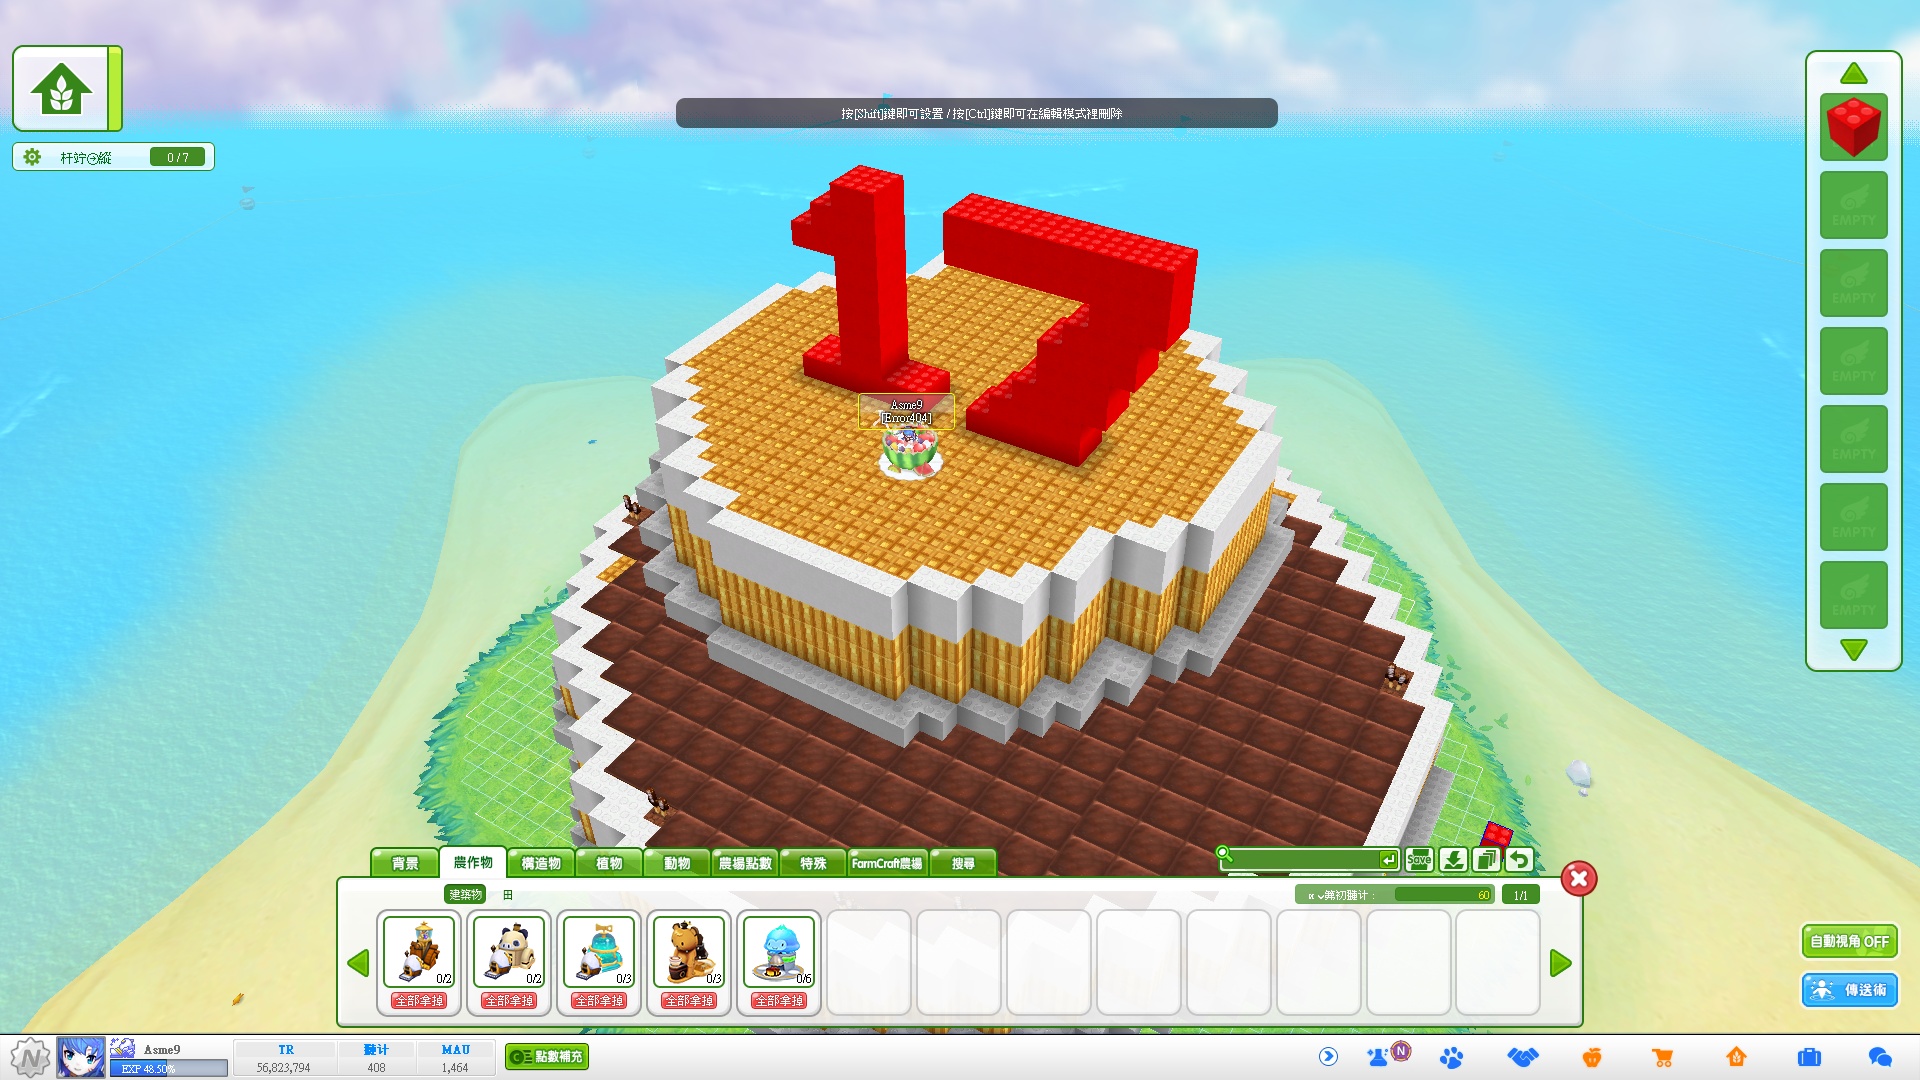 按[Shift]鍵即可設置 / 按[Ctrl]鍵即可在編輯模式裡刪除
0 / 7
EMPTY
EMPTY
EMPTY
EMPTY
EMPTY
EMPTY
17
Asme9
[Error404]
背景
農作物
構造物
植物
動物
農場點數
特殊
FarmCraft農場
搜尋
Save
建築物
田
60
1/1
0/2
0/2
0/3
0/3
0/6
全部拿掉
全部拿掉
全部拿掉
全部拿掉
全部拿掉
自動視角 OFF
傳送術
N
Asme9
EXP 48.50%
TR
56,823,794
聽计
408
MAU
1,464
點數補充
N